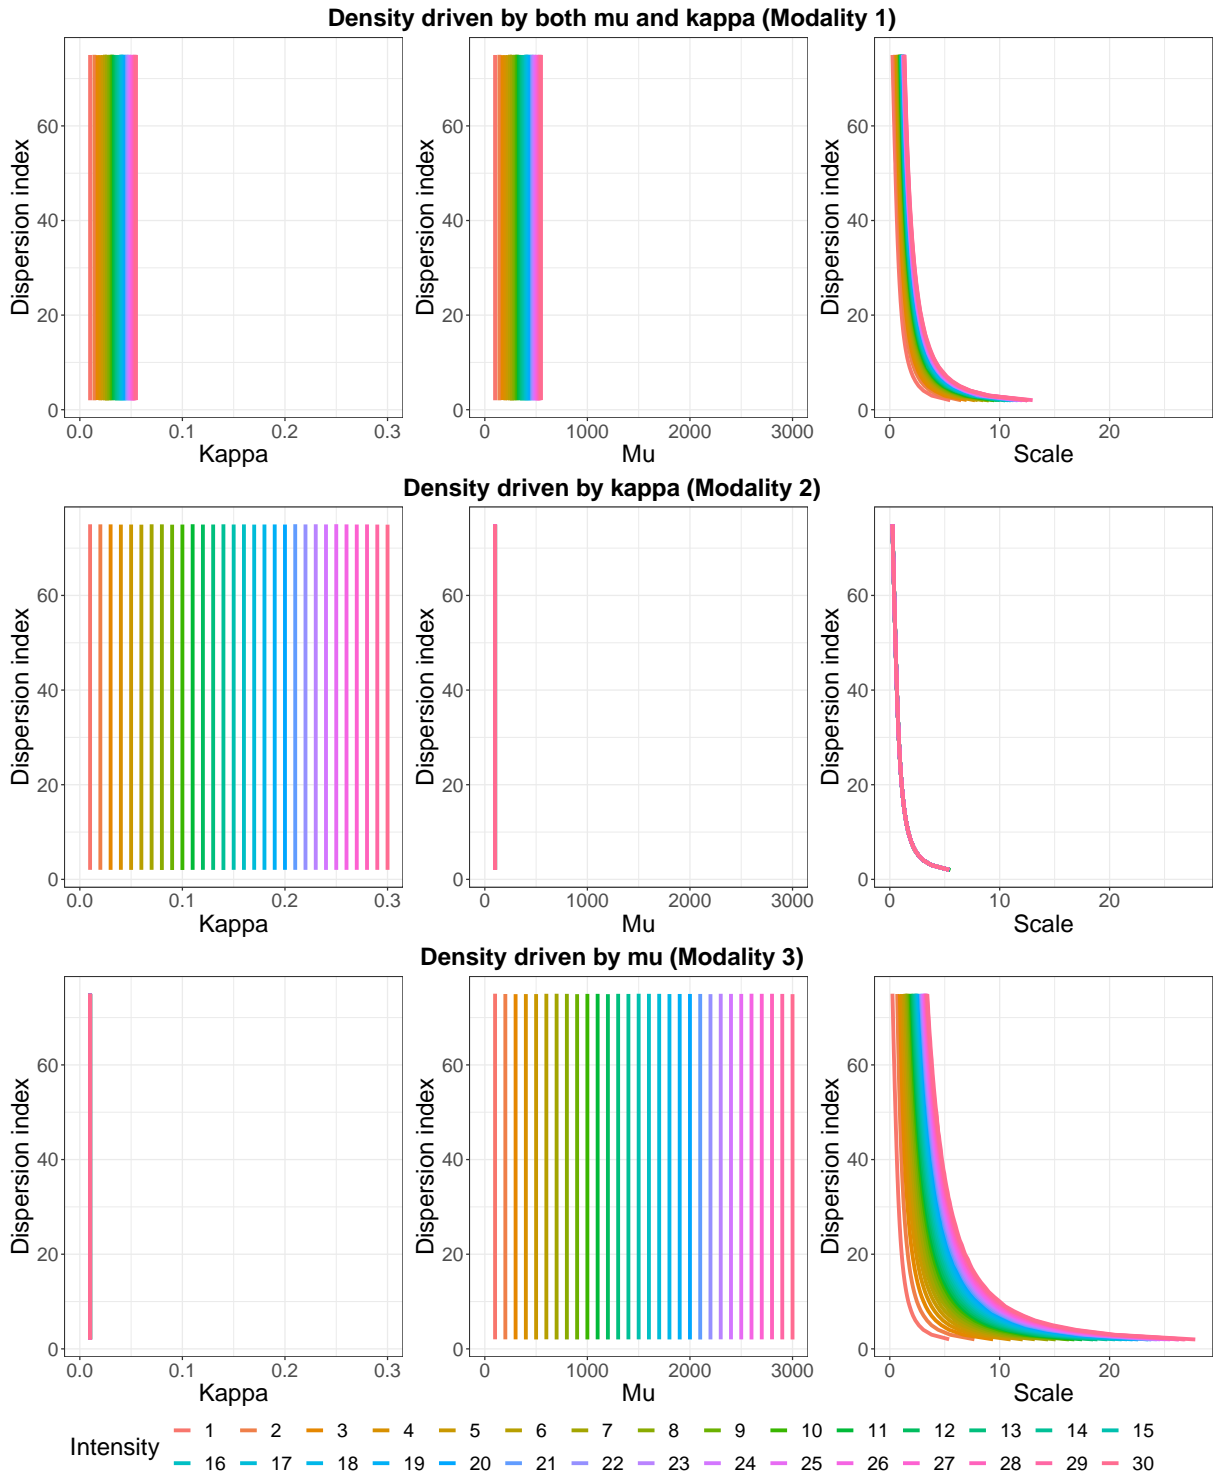 Density driven by both mu and kappa (Modality 1)
Dispersion index
60
40
20
0
0.0 0.1 0.2 0.3
Kappa
Dispersion index
60
40
20
0
0 1000 2000 3000
Mu
Dispersion index
60
40
20
0
0 10 20
Scale
Density driven by kappa (Modality 2)
Dispersion index
60
40
20
0
0.0 0.1 0.2 0.3
Kappa
Dispersion index
60
40
20
0
0 1000 2000 3000
Mu
Dispersion index
60
40
20
0
0 10 20
Scale
Density driven by mu (Modality 3)
Dispersion index
60
40
20
0
0.0 0.1 0.2 0.3
Kappa
Dispersion index
60
40
20
0
0 1000 2000 3000
Mu
Dispersion index
60
40
20
0
0 10 20
Scale
Intensity
1 2 3 4 5 6 7 8 9 10 11 12 13 14 15
16 17 18 19 20 21 22 23 24 25 26 27 28 29 30